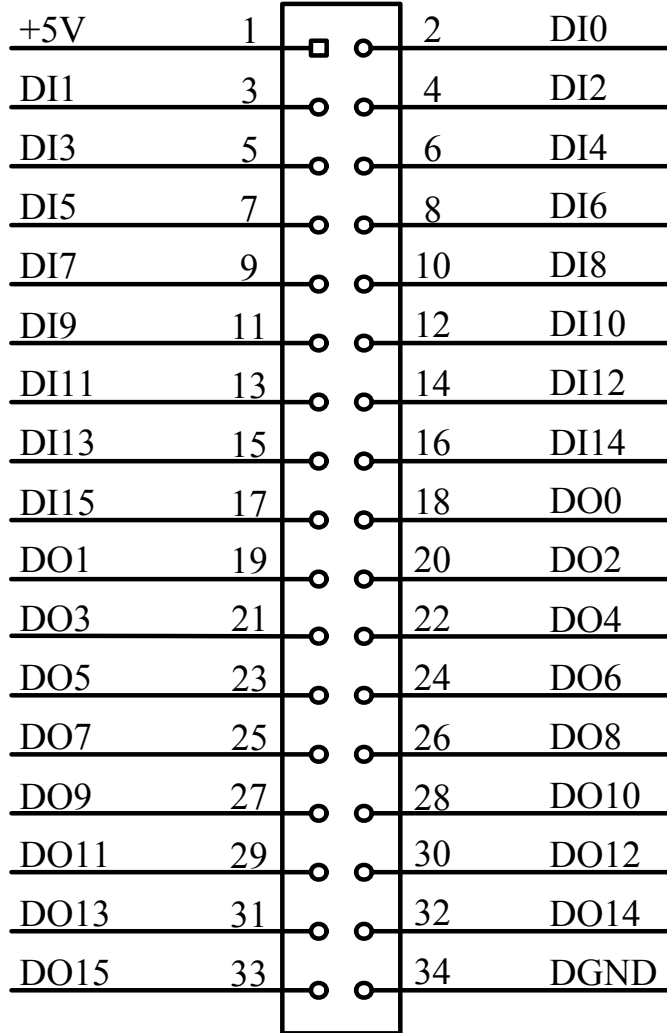 +5V 1 2 DI0
DI1 3 4 DI2
DI3 5 6 DI4
DI5 7 8 DI6
DI7 9 10 DI8
DI9 11 12 DI10
DI11 13 14 DI12
DI13 15 16 DI14
DI15 17 18 DO0
DO1 19 20 DO2
DO3 21 22 DO4
DO5 23 24 DO6
DO7 25 26 DO8
DO9 27 28 DO10
DO11 29 30 DO12
DO13 31 32 DO14
DO15 33 34 DGND